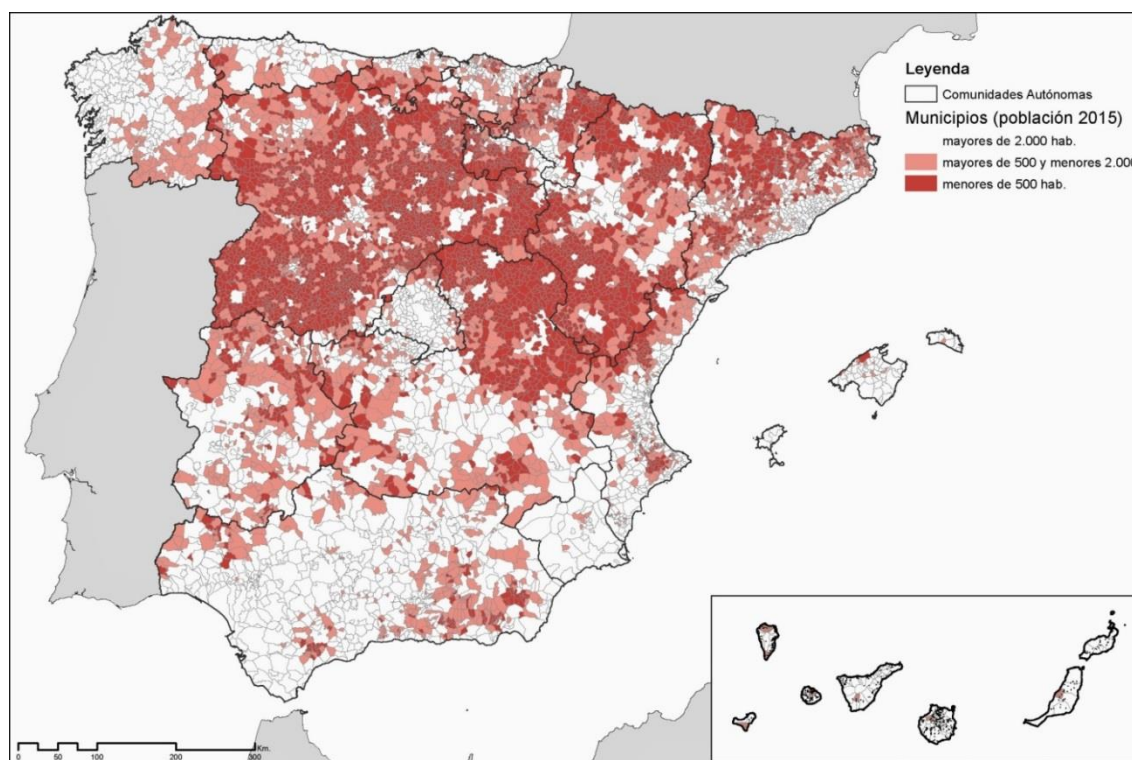 Leyenda
Comunidades Autónomas
Municipios (población 2015)
mayores de 2.000 hab.
mayores de 500 y menores 2.000
menores de 500 hab.
Km.
0 50 100 200 300